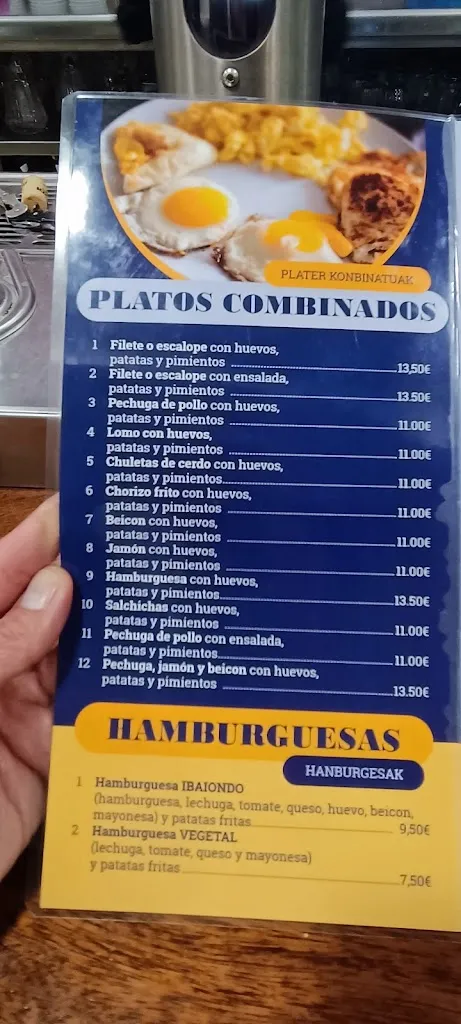 PLATER KONBINATUAK
PLATOS COMBINADOS
1 Filete o escalope con huevos,
patatas y pimientos 13,50€
2 Filete o escalope con ensalada,
patatas y pimientos 13.50€
3 Pechuga de pollo con huevos,
patatas y pimientos 11.00€
4 Lomo con huevos,
patatas y pimientos 11.00€
5 Chuletas de cerdo con huevos,
patatas y pimientos 11.00€
6 Chorizo frito con huevos,
patatas y pimientos 11.00€
7 Beicon con huevos,
patatas y pimientos 11.00€
8 Jamón con huevos,
patatas y pimientos 11.00€
9 Hamburguesa con huevos,
patatas y pimientos 13.50€
10 Salchichas con huevos,
patatas y pimientos 11.00€
11 Pechuga de pollo con ensalada,
patatas y pimientos 11.00€
12 Pechuga, jamón y beicon con huevos,
patatas y pimientos 13.50€
HAMBURGUESAS
HANBURGESAK
1 Hamburguesa IBAIONDO
(hamburguesa, lechuga, tomate, queso, huevo, beicon,
mayonesa) y patatas fritas 9,50€
2 Hamburguesa VEGETAL
(lechuga, tomate, queso y mayonesa)
y patatas fritas 7,50€